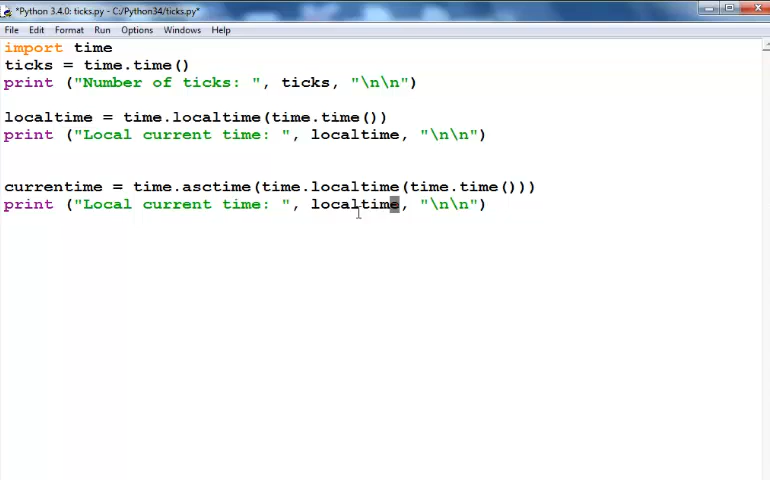 *Python 3.4.0: ticks.py - C:/Python34/ticks.py*
File Edit Format Run Options Windows Help
import time
ticks = time.time()
print ("Number of ticks: ", ticks, "\n\n")
localtime = time.localtime(time.time())
print ("Local current time: ", localtime, "\n\n")
currentime = time.asctime(time.localtime(time.time()))
print ("Local current time: ", localtime, "\n\n")